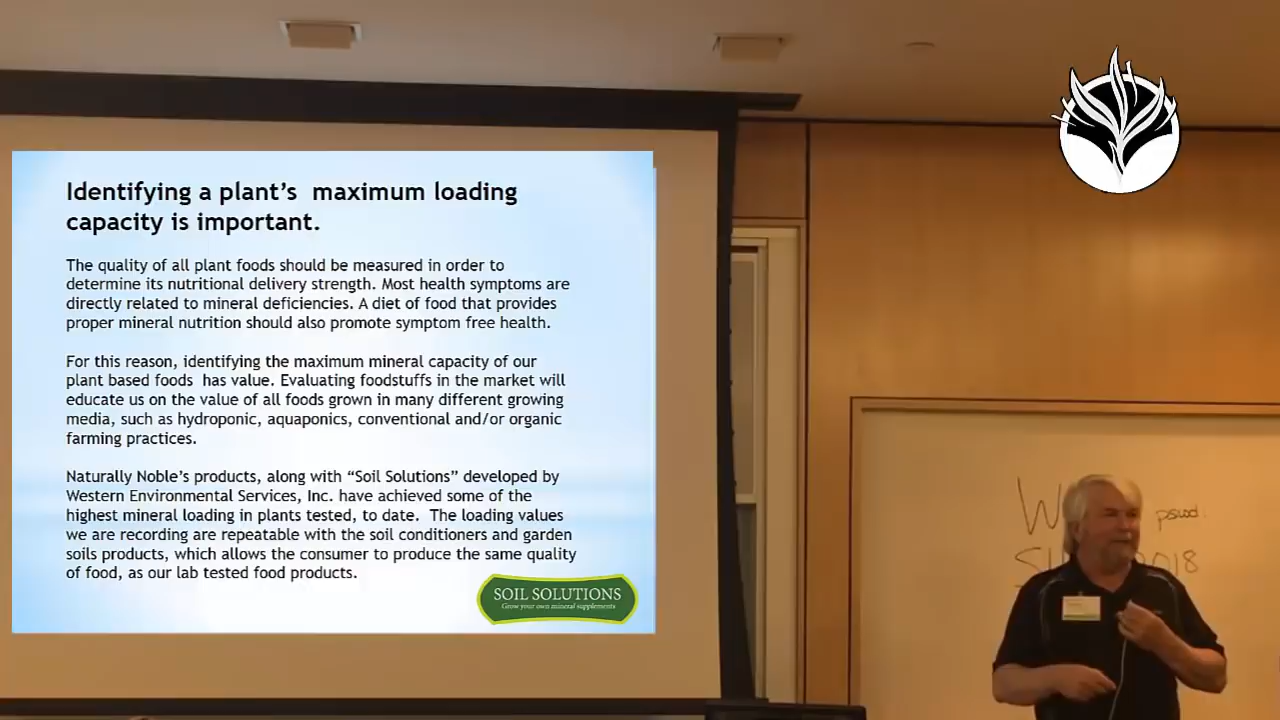 Identifying a plant's maximum loading
capacity is important.
The quality of all plant foods should be measured in order to
determine its nutritional delivery strength. Most health symptoms are
directly related to mineral deficiencies. A diet of food that provides
proper mineral nutrition should also promote symptom free health.
For this reason, identifying the maximum mineral capacity of our
plant based foods has value. Evaluating foodstuffs in the market will
educate us on the value of all foods grown in many different growing
media, such as hydroponic, aquaponics, conventional and/or organic
farming practices.
Naturally Noble's products, along with "Soil Solutions" developed by
Western Environmental Services, Inc. have achieved some of the
highest mineral loading in plants tested, to date. The loading values
we are recording are repeatable with the soil conditioners and garden
soils products, which allows the consumer to produce the same quality
of food, as our lab tested food products.
SOIL SOLUTIONS
Grow your own mineral supplements
pswd:
2018